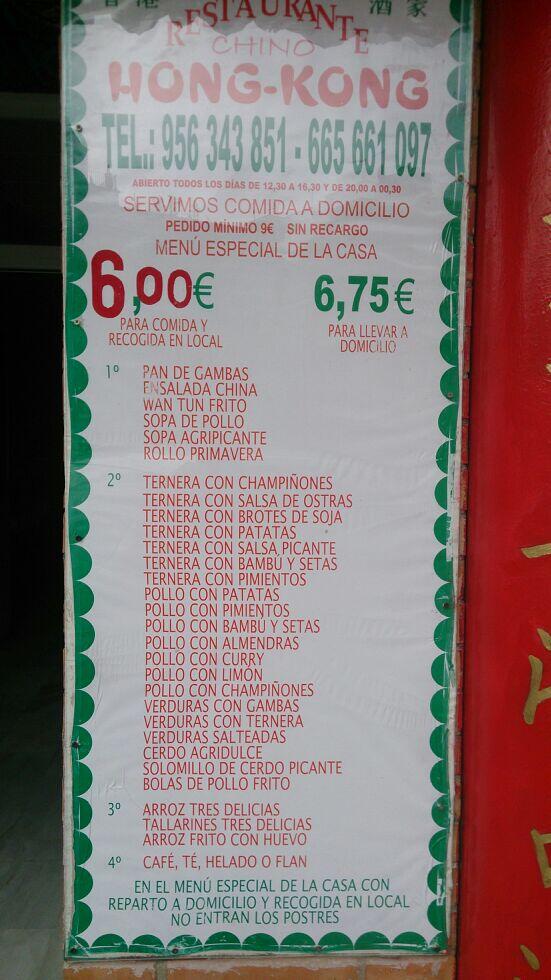 香港 酒家
RESTAURANTE
CHINO
HONG-KONG
TEL.: 956 343 851 - 665 661 097
ABIERTO TODOS LOS DÍAS DE 12,30 A 16,30 Y DE 20,00 A 00,30
SERVIMOS COMIDA A DOMICILIO
PEDIDO MÍNIMO 9€ SIN RECARGO
MENÚ ESPECIAL DE LA CASA
6,00€ 6,75€
PARA COMIDA Y
RECOGIDA EN LOCAL
PARA LLEVAR A
DOMICILIO
1º PAN DE GAMBAS
ENSALADA CHINA
WAN TUN FRITO
SOPA DE POLLO
SOPA AGRIPICANTE
ROLLO PRIMAVERA
2º TERNERA CON CHAMPIÑONES
TERNERA CON SALSA DE OSTRAS
TERNERA CON BROTES DE SOJA
TERNERA CON PATATAS
TERNERA CON SALSA PICANTE
TERNERA CON BAMBÚ Y SETAS
TERNERA CON PIMIENTOS
POLLO CON PATATAS
POLLO CON PIMIENTOS
POLLO CON BAMBÚ Y SETAS
POLLO CON ALMENDRAS
POLLO CON CURRY
POLLO CON LIMÓN
POLLO CON CHAMPIÑONES
VERDURAS CON GAMBAS
VERDURAS CON TERNERA
VERDURAS SALTEADAS
CERDO AGRIDULCE
SOLOMILLO DE CERDO PICANTE
BOLAS DE POLLO FRITO
3º ARROZ TRES DELICIAS
TALLARINES TRES DELICIAS
ARROZ FRITO CON HUEVO
4º CAFÉ, TÉ, HELADO O FLAN
EN EL MENÚ ESPECIAL DE LA CASA CON
REPARTO A DOMICILIO Y RECOGIDA EN LOCAL
NO ENTRAN LOS POSTRES